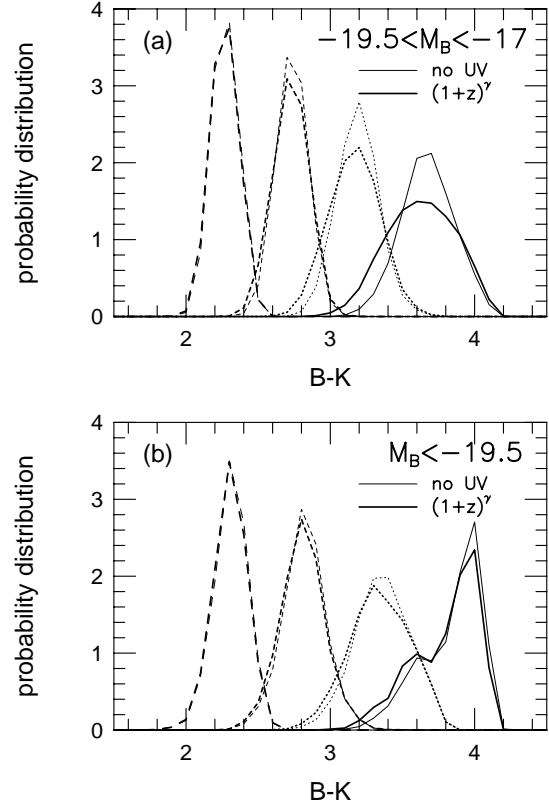 (a)
−19.5<M_B<−17
no UV
(1+z)^γ
probability distribution
4
3
2
1
0
2
3
4
B-K
(b)
M_B<−19.5
no UV
(1+z)^γ
probability distribution
4
3
2
1
0
2
3
4
B-K